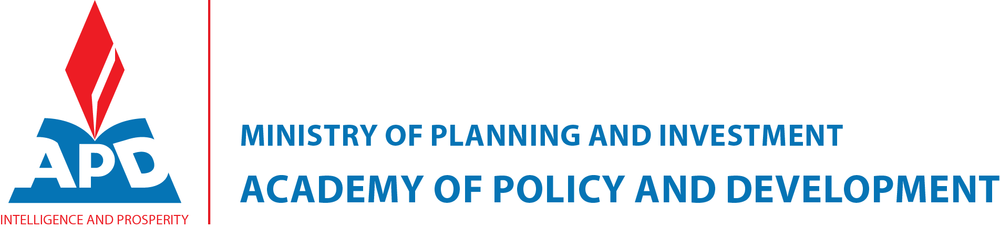 APD
INTELLIGENCE AND PROSPERITY
MINISTRY OF PLANNING AND INVESTMENT
ACADEMY OF POLICY AND DEVELOPMENT